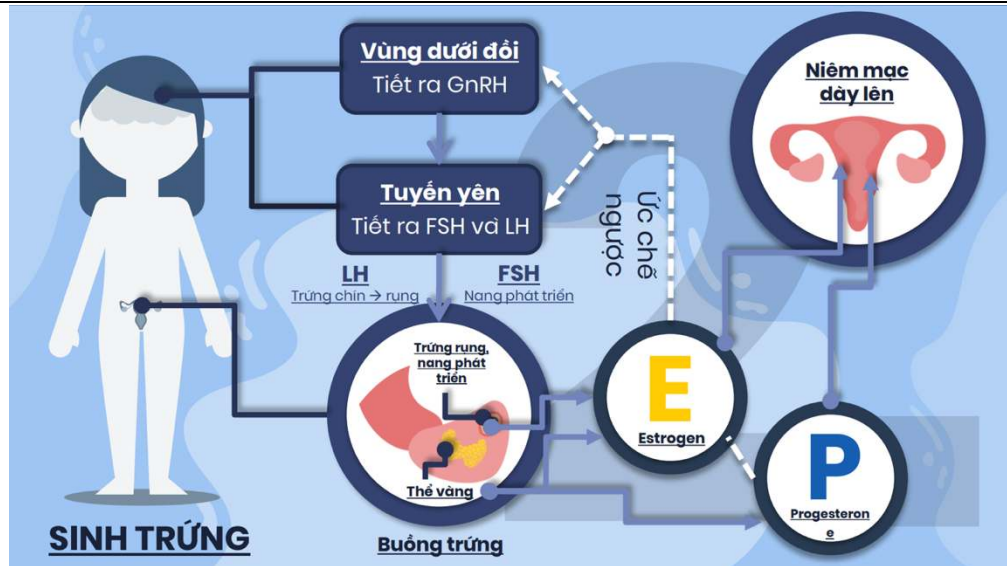 Vùng dưới đồi
Tiết ra GnRH
Tuyến yên
Tiết ra FSH và LH
LH
Trứng chín → rụng
FSH
Nang phát triển
Ức chế
ngược
Niêm mạc
dày lên
Trứng rụng,
nang phát
triển
Thể vàng
Buồng trứng
E
Estrogen
P
Progesteron
e
SINH TRỨNG